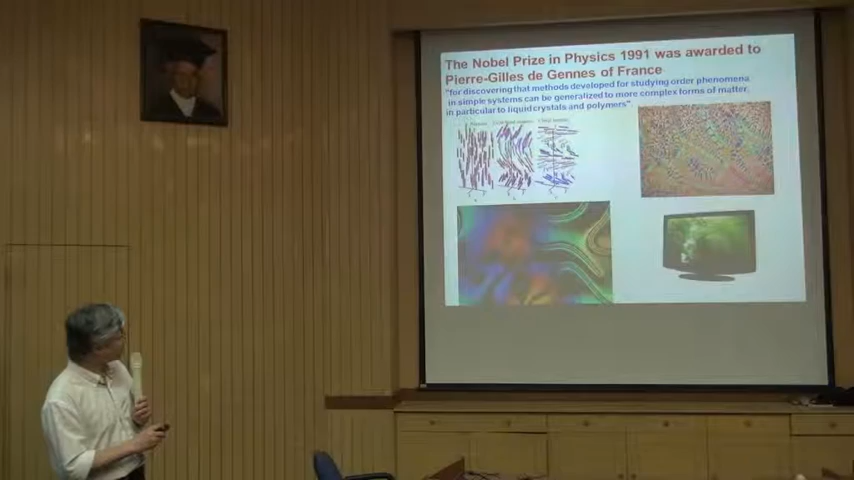 The Nobel Prize in Physics 1991 was awarded to
Pierre-Gilles de Gennes of France
"for discovering that methods developed for studying order phenomena
in simple systems can be generalized to more complex forms of matter,
in particular to liquid crystals and polymers".